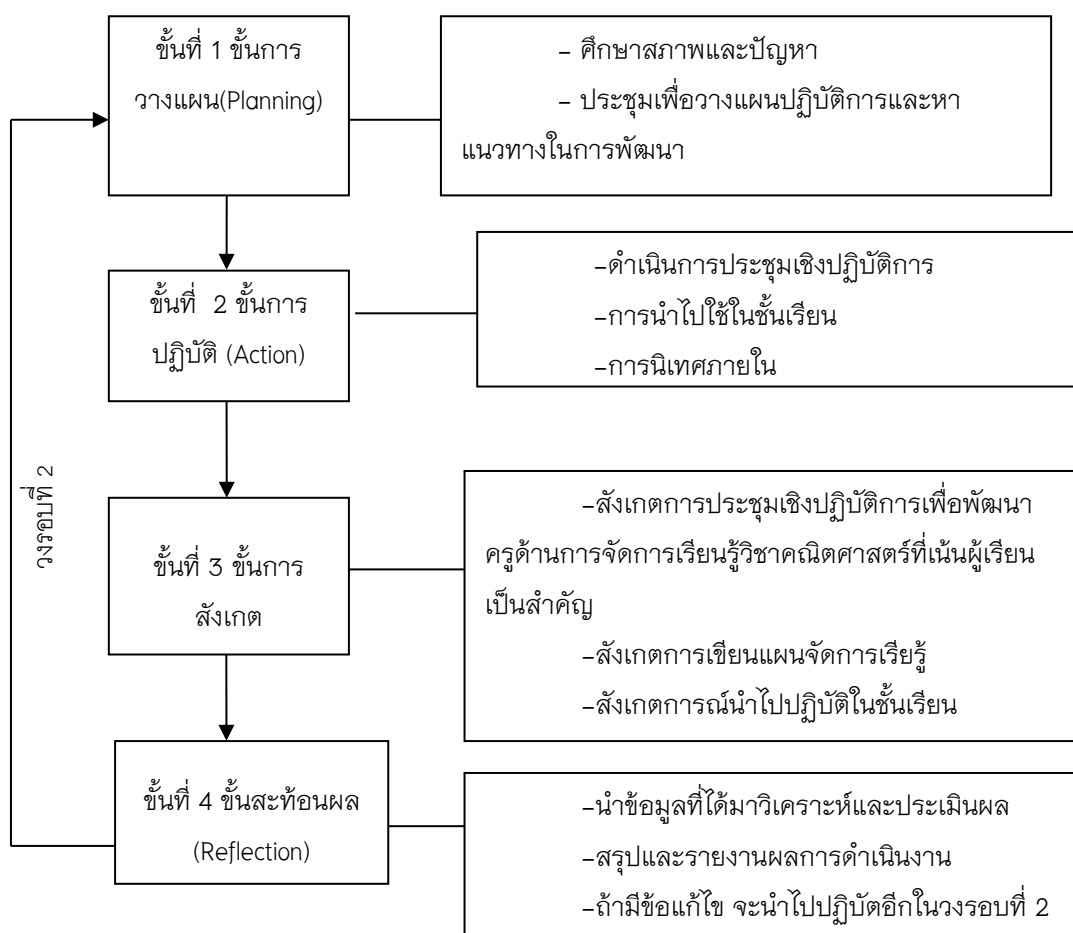 ขั้นที่ 1 ขั้นการ
วางแผน(Planning)
– ศึกษาสภาพและปัญหา
– ประชุมเพื่อวางแผนปฏิบัติการและหา
แนวทางในการพัฒนา
ขั้นที่ 2 ขั้นการ
ปฏิบัติ (Action)
–ดำเนินการประชุมเชิงปฏิบัติการ
–การนำไปใช้ในชั้นเรียน
–การนิเทศภายใน
วงรอบที่ 2
ขั้นที่ 3 ขั้นการ
สังเกต
–สังเกตการประชุมเชิงปฏิบัติการเพื่อพัฒนา
ครูด้านการจัดการเรียนรู้วิชาคณิตศาสตร์ที่เน้นผู้เรียน
เป็นสำคัญ
–สังเกตการเขียนแผนจัดการเรียรู้
–สังเกตการณ์นำไปปฏิบัติในชั้นเรียน
ขั้นที่ 4 ขั้นสะท้อนผล
(Reflection)
–นำข้อมูลที่ได้มาวิเคราะห์และประเมินผล
–สรุปและรายงานผลการดำเนินงาน
–ถ้ามีข้อแก้ไข จะนำไปปฏิบัตอีกในวงรอบที่ 2